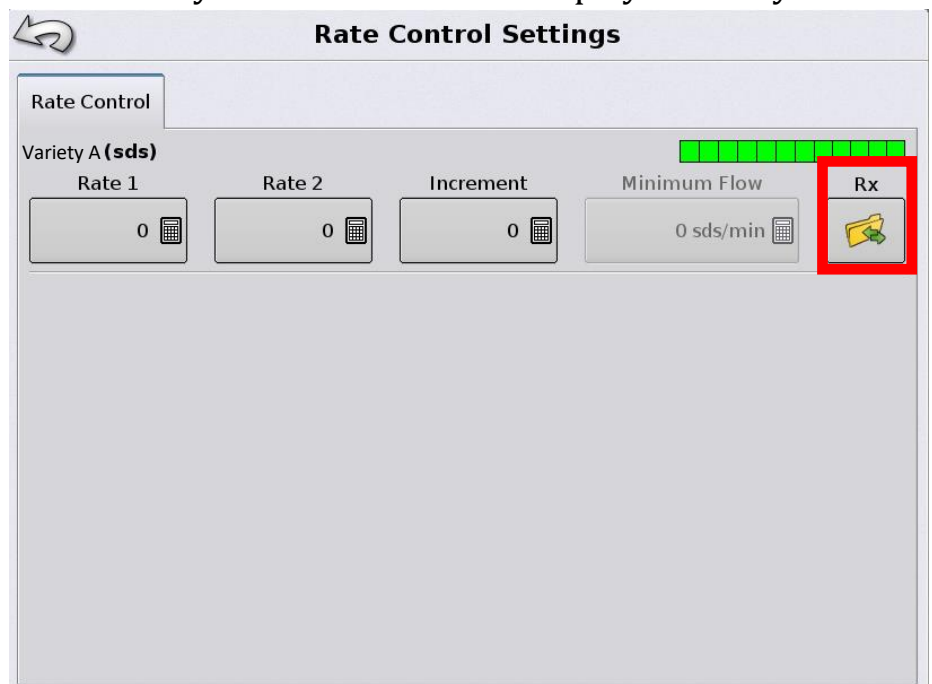 Rate Control Settings
Rate Control
Variety A (sds)
Rate 1 Rate 2 Increment Minimum Flow Rx
0 0 0 0 sds/min